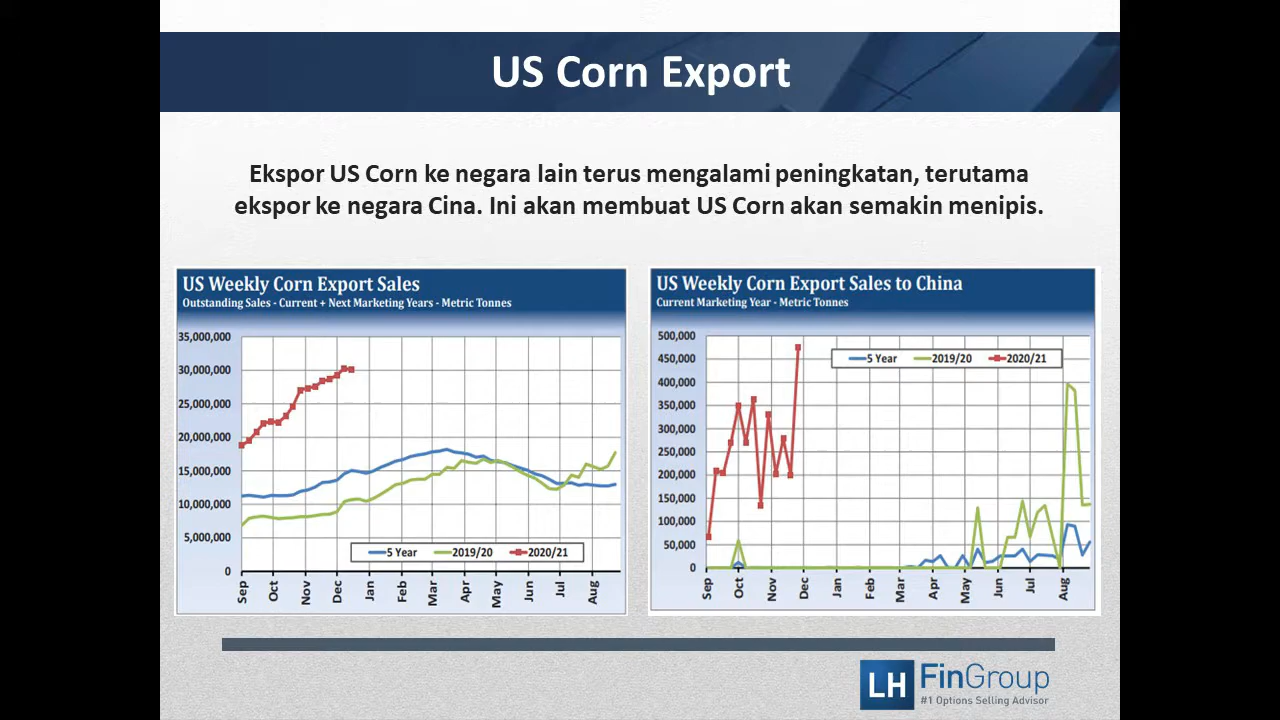 US Corn Export
Ekspor US Corn ke negara lain terus mengalami peningkatan, terutama
ekspor ke negara Cina. Ini akan membuat US Corn akan semakin menipis.
US Weekly Corn Export Sales
Outstanding Sales - Current + Next Marketing Years - Metric Tonnes
35,000,000
30,000,000
25,000,000
20,000,000
15,000,000
10,000,000
5,000,000
0
5 Year 2019/20 2020/21
Sep Oct Nov Dec Jan Feb Mar Apr May Jun Jul Aug
US Weekly Corn Export Sales to China
Current Marketing Year - Metric Tonnes
500,000
450,000
400,000
350,000
300,000
250,000
200,000
150,000
100,000
50,000
0
5 Year 2019/20 2020/21
Sep Oct Nov Dec Jan Feb Mar Apr May Jun Jul Aug
LH FinGroup
#1 Options Selling Advisor